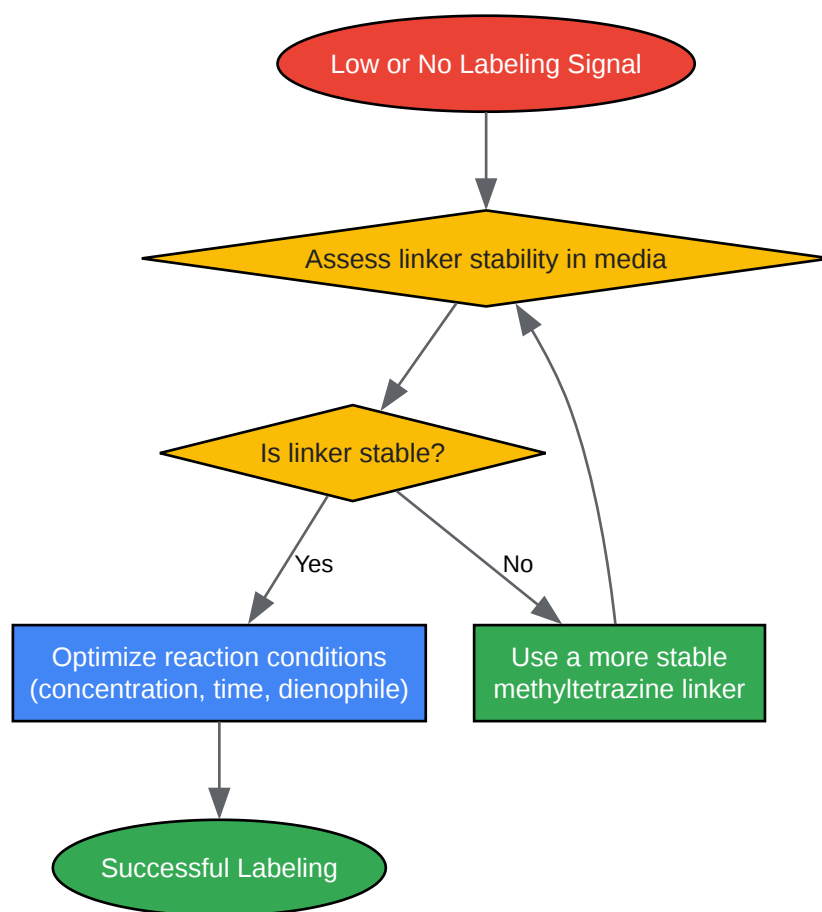 Low or No Labeling Signal
Assess linker stability in media
Is linker stable?
Yes
No
Optimize reaction conditions
(concentration, time, dienophile)
Use a more stable
methyltetrazine linker
Successful Labeling